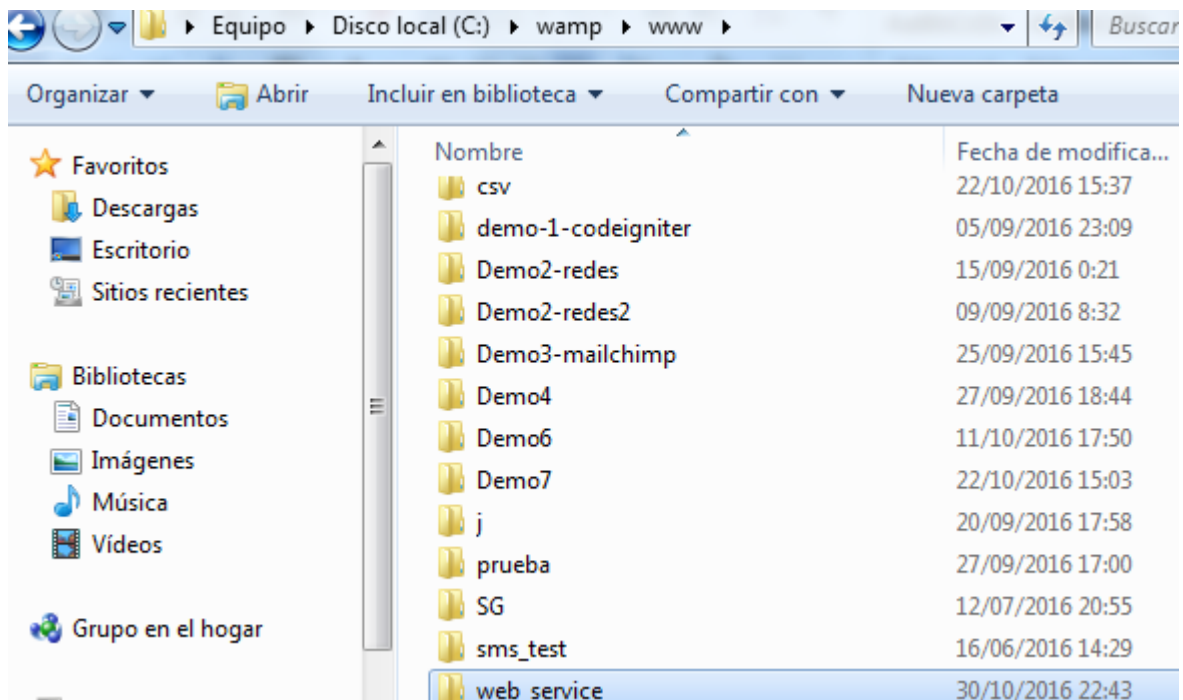 Equipo Disco local (C:) wamp www Buscar
Organizar Abrir Incluir en biblioteca Compartir con Nueva carpeta
Favoritos
Descargas
Escritorio
Sitios recientes
Bibliotecas
Documentos
Imágenes
Música
Vídeos
Grupo en el hogar
Nombre Fecha de modifica...
csv 22/10/2016 15:37
demo-1-codeigniter 05/09/2016 23:09
Demo2-redes 15/09/2016 0:21
Demo2-redes2 09/09/2016 8:32
Demo3-mailchimp 25/09/2016 15:45
Demo4 27/09/2016 18:44
Demo6 11/10/2016 17:50
Demo7 22/10/2016 15:03
j 20/09/2016 17:58
prueba 27/09/2016 17:00
SG 12/07/2016 20:55
sms_test 16/06/2016 14:29
web_service 30/10/2016 22:43